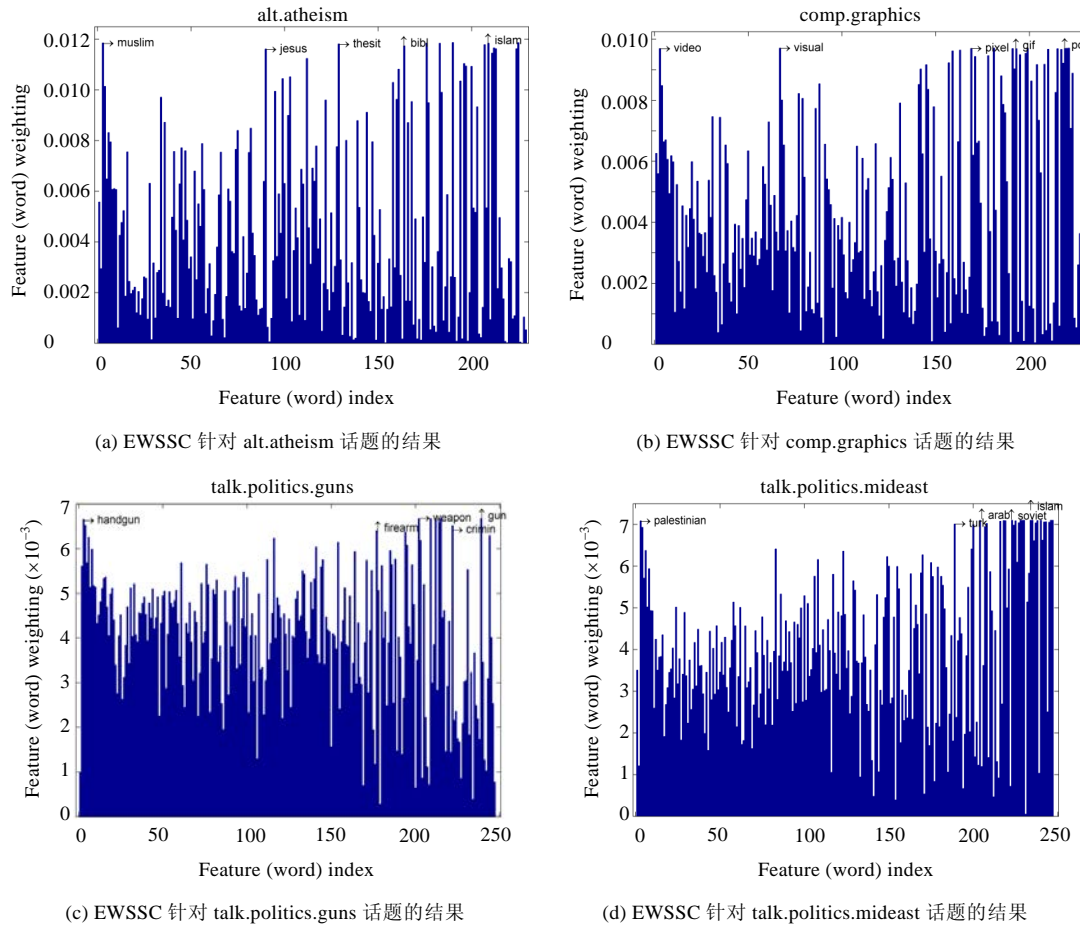 alt.atheism
Feature (word) weighting
0.012
0.010
0.008
0.006
0.004
0.002
0
muslim
jesus
thesit
bibl
islam
0 50 100 150 200
Feature (word) index
(a) EWSSC 针对 alt.atheism 话题的结果
comp.graphics
Feature (word) weighting
0.010
0.008
0.006
0.004
0.002
0
video
visual
pixel
gif
0 50 100 150 200
Feature (word) index
(b) EWSSC 针对 comp.graphics 话题的结果
talk.politics.guns
Feature (word) weighting (×10⁻³)
7
6
5
4
3
2
1
0
handgun
firearm
weapon
crimin
gun
0 50 100 150 200 250
Feature (word) index
(c) EWSSC 针对 talk.politics.guns 话题的结果
talk.politics.mideast
Feature (word) weighting (×10⁻³)
7
6
5
4
3
2
1
0
palestinian
turk
arab
soviet
islam
0 50 100 150 200 250
Feature (word) index
(d) EWSSC 针对 talk.politics.mideast 话题的结果